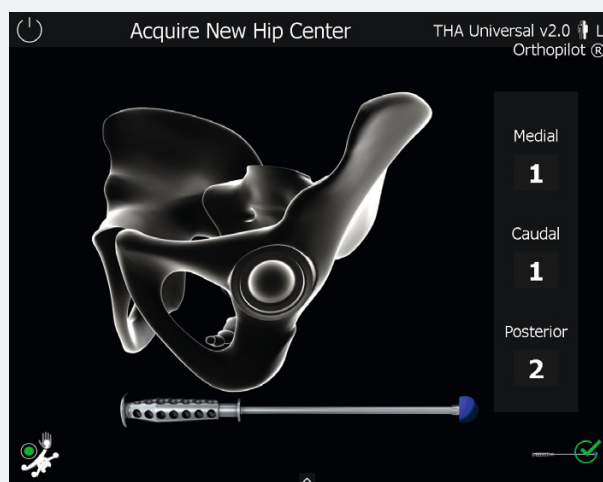 Acquire New Hip Center
THA Universal v2.0 L
Orthopilot ®
Medial
1
Caudal
1
Posterior
2